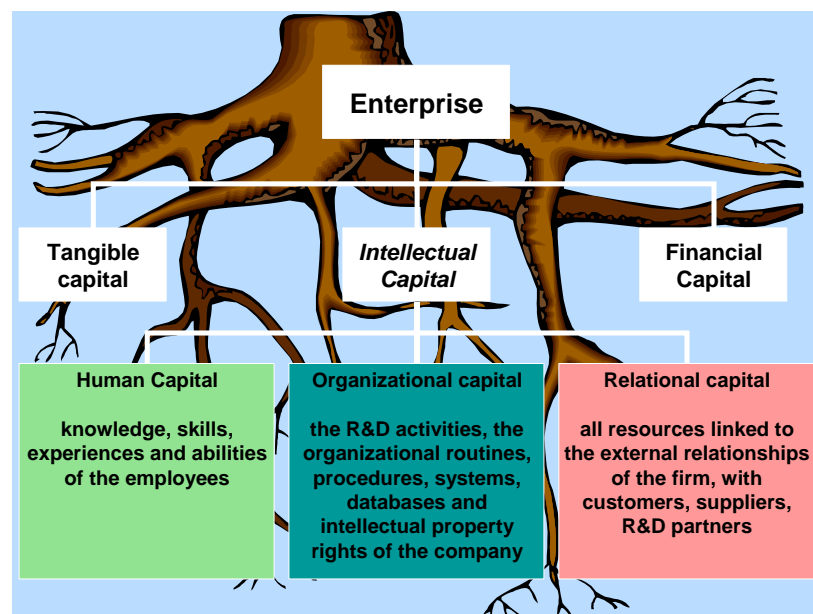 Enterprise
Tangible
capital
Intellectual
Capital
Financial
Capital
Human Capital
knowledge, skills,
experiences and abilities
of the employees
Organizational capital
the R&D activities, the
organizational routines,
procedures, systems,
databases and
intellectual property
rights of the company
Relational capital
all resources linked to
the external relationships
of the firm, with
customers, suppliers,
R&D partners